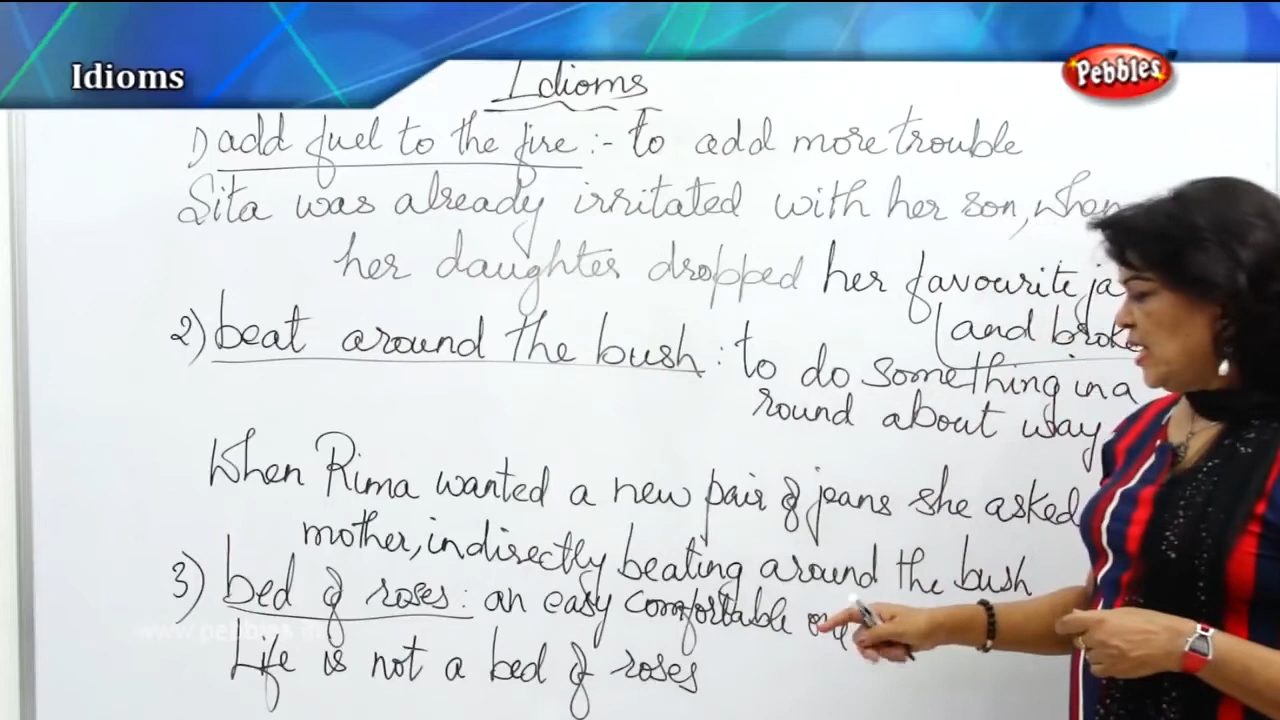 Idioms
Pebbles
Idioms
1) add fuel to the fire :- to add more trouble
Sita was already irritated with her son, when
her daughter dropped her favourite ja
(and broke
2) beat around the bush : to do something in a
round about way
When Rima wanted a new pair of jeans she asked
mother, indirectly beating around the bush
3) bed of roses : an easy comfortable
Life is not a bed of roses